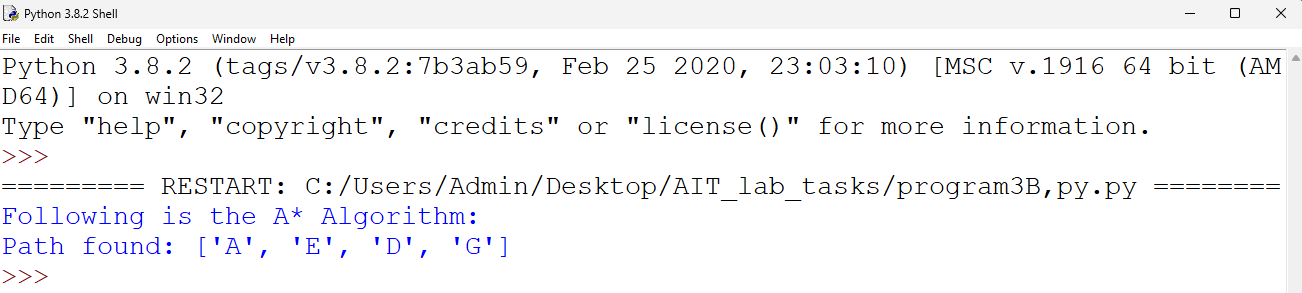 Python 3.8.2 Shell
File Edit Shell Debug Options Window Help
Python 3.8.2 (tags/v3.8.2:7b3ab59, Feb 25 2020, 23:03:10) [MSC v.1916 64 bit (AM
D64)] on win32
Type "help", "copyright", "credits" or "license()" for more information.
>>>
========= RESTART: C:/Users/Admin/Desktop/AIT_lab_tasks/program3B,py.py ========
Following is the A* Algorithm:
Path found: ['A', 'E', 'D', 'G']
>>>